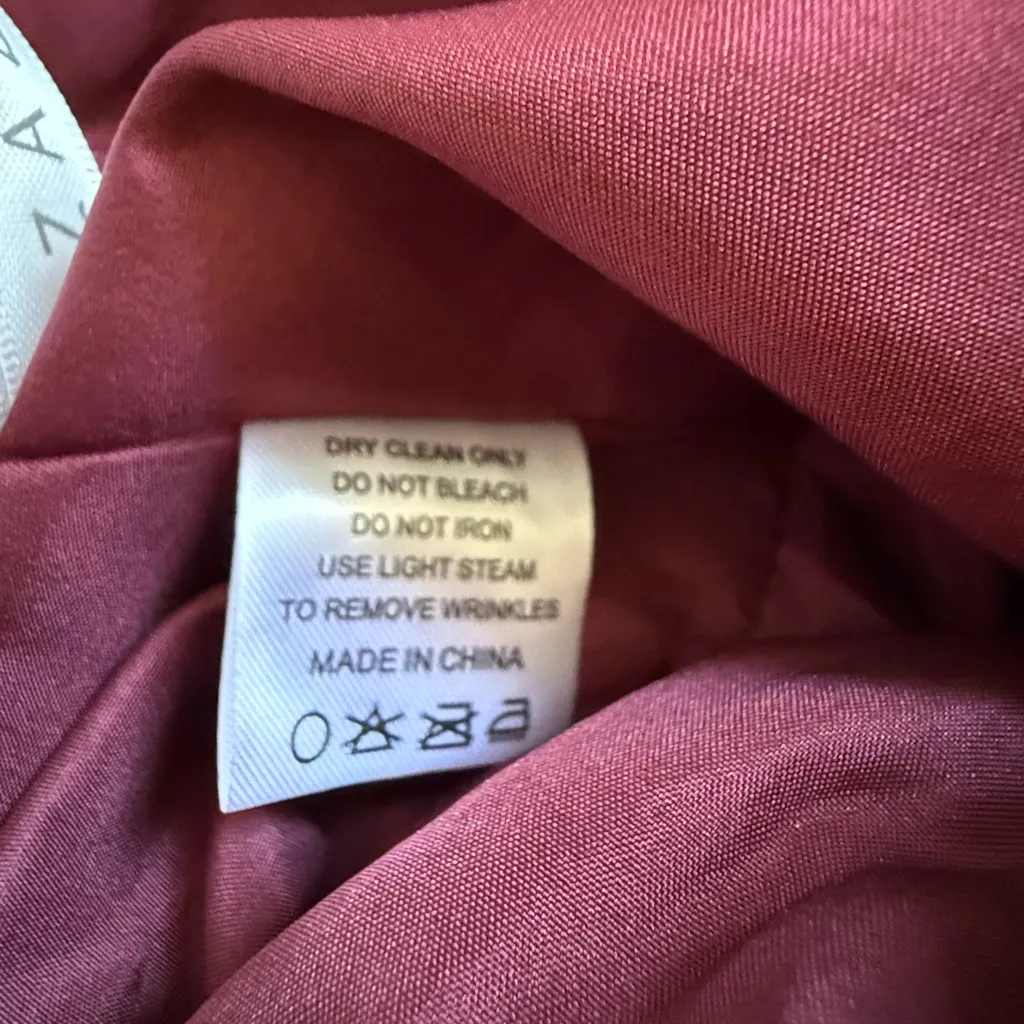 DRY CLEAN ONLY
DO NOT BLEACH
DO NOT IRON
USE LIGHT STEAM
TO REMOVE WRINKLES
MADE IN CHINA